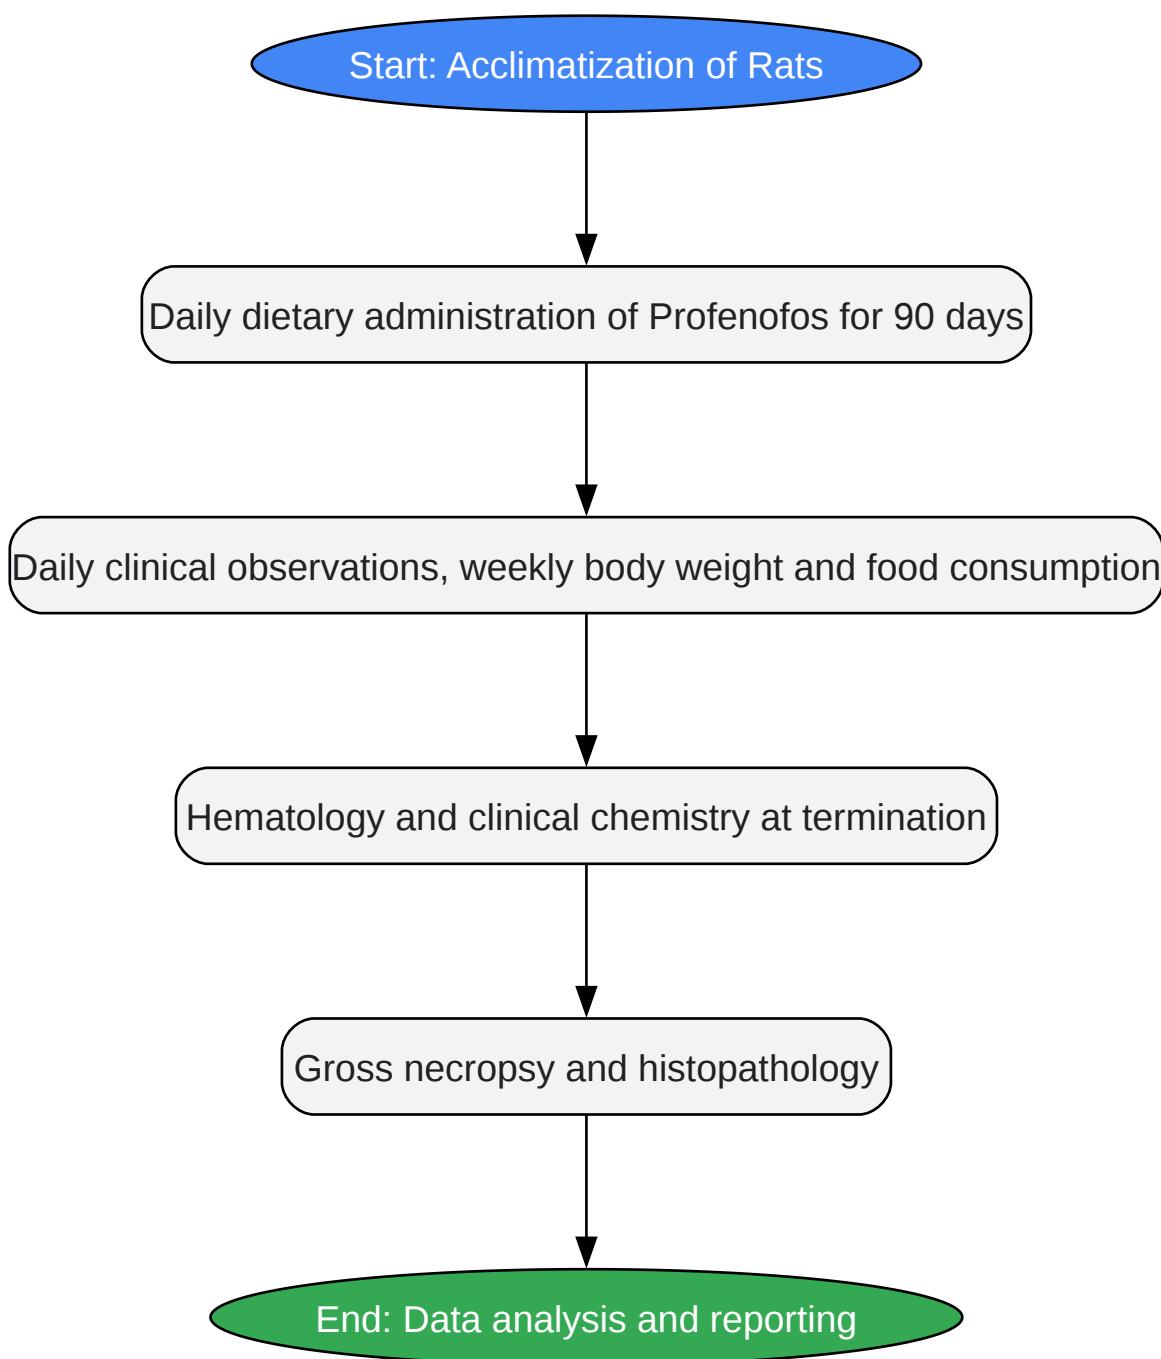 Start: Acclimatization of Rats
Daily dietary administration of Profenofos for 90 days
Daily clinical observations, weekly body weight and food consumption
Hematology and clinical chemistry at termination
Gross necropsy and histopathology
End: Data analysis and reporting